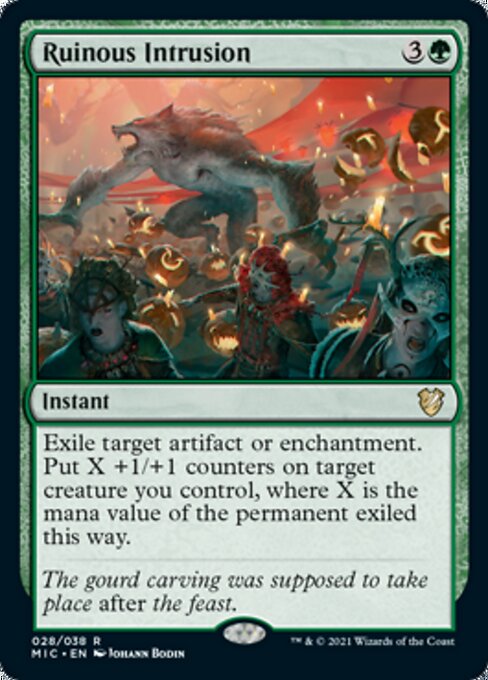 Ruinous Intrusion 3
Instant
Exile target artifact or enchantment.
Put X +1/+1 counters on target
creature you control, where X is the
mana value of the permanent exiled
this way.
The gourd carving was supposed to take
place after the feast.
028/038 R
MIC • EN Johann Bodin
™ & © 2021 Wizards of the Coast